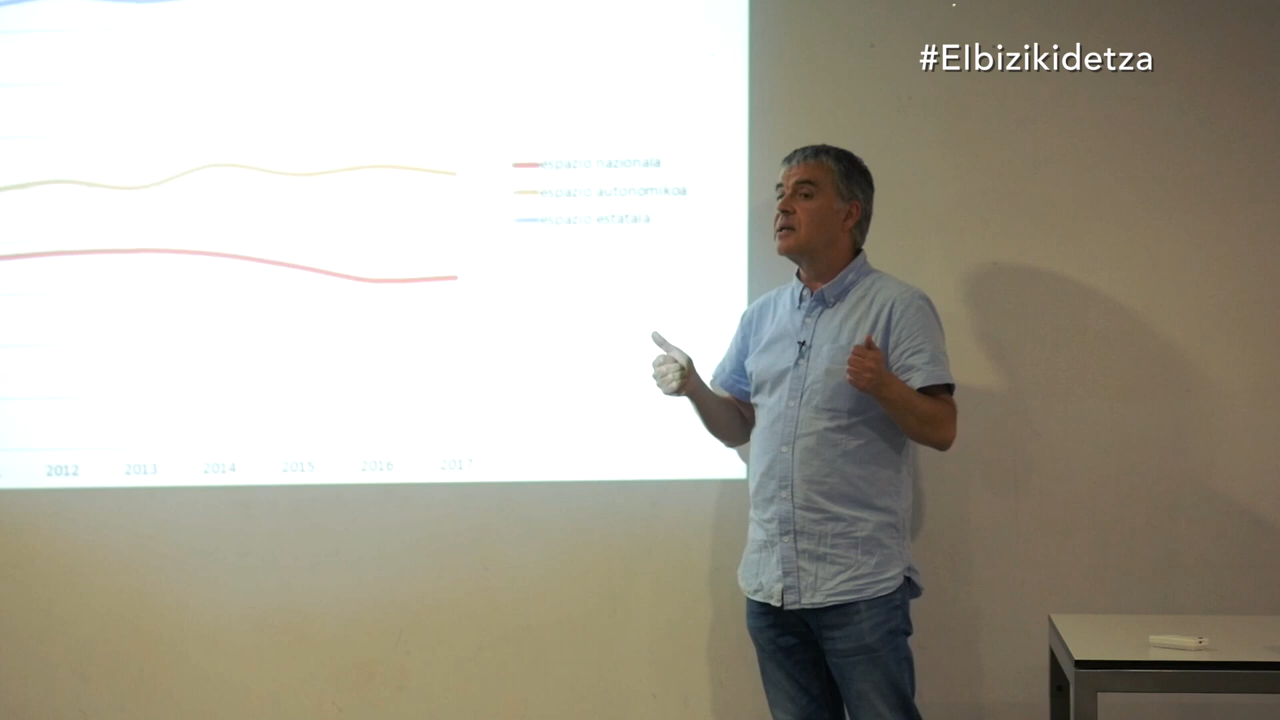 #EIbizikidetza
espazio nazionala
espazio autonomikoa
espazio estatala
2012 2013 2014 2015 2016 2017